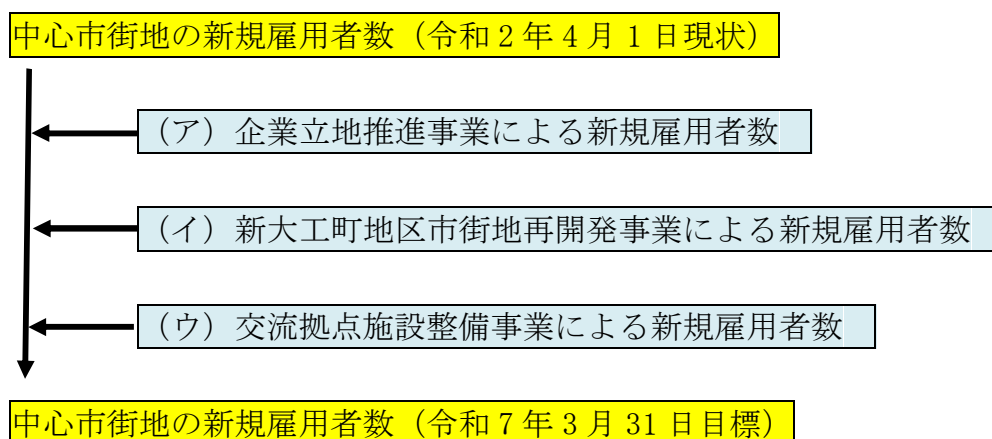 中心市街地の新規雇用者数（令和２年４月１日現状）
（ア）企業立地推進事業による新規雇用者数
（イ）新大工町地区市街地再開発事業による新規雇用者数
（ウ）交流拠点施設整備事業による新規雇用者数
中心市街地の新規雇用者数（令和７年３月31日目標）